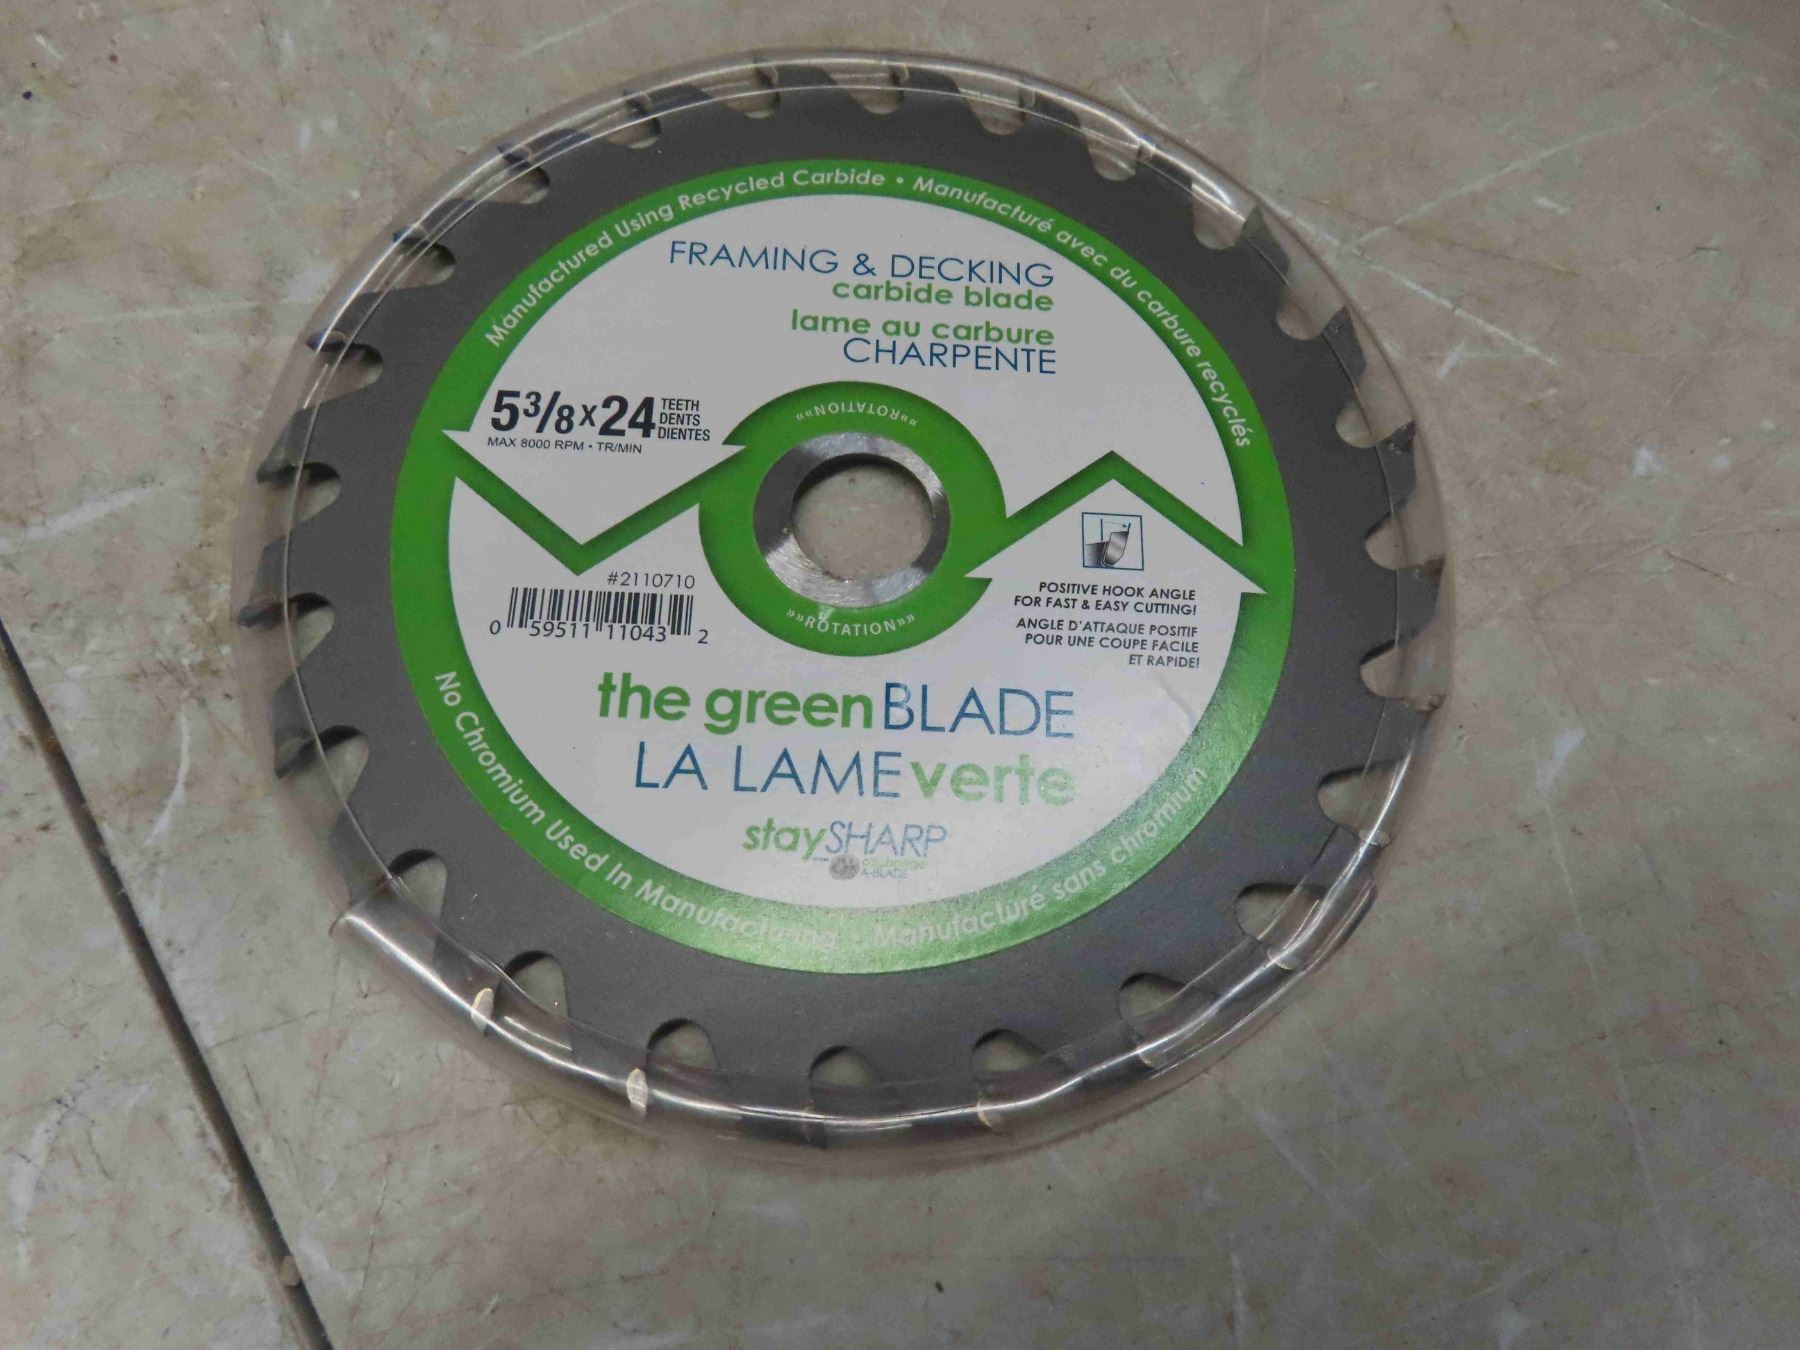 Manufactured Using Recycled Carbide • Manufacturé avec du carbure recyclés
FRAMING & DECKING
carbide blade
lame au carbure
CHARPENTE
5 3/8 x 24 TEETH
DENTS
DIENTES
MAX 8000 RPM • TR/MIN
««ROTATION»»
»»ROTATION»»
#2110710
0 59511 11043 2
POSITIVE HOOK ANGLE
FOR FAST & EASY CUTTING!
ANGLE D'ATTAQUE POSITIF
POUR UNE COUPE FACILE
ET RAPIDE!
the green BLADE
LA LAME verte
staySHARP
exchange
A-BLADE
No Chromium Used In Manufacturing • Manufacturé sans chromium